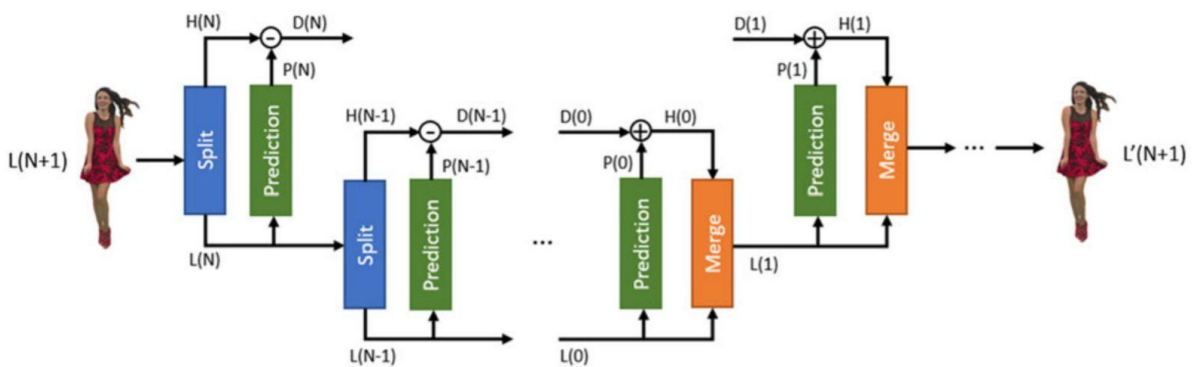 L(N+1)
Split
H(N)
D(N)
P(N)
Prediction
L(N)
Split
H(N-1)
D(N-1)
P(N-1)
Prediction
L(N-1)
...
D(0)
H(0)
P(0)
Prediction
Merge
L(0)
L(1)
D(1)
H(1)
P(1)
Prediction
Merge
...
L'(N+1)